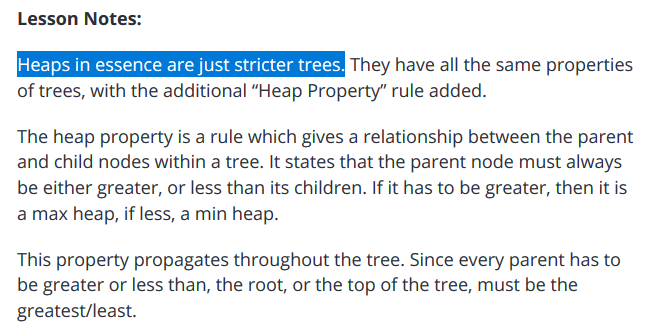 Lesson Notes:
Heaps in essence are just stricter trees. They have all the same properties
of trees, with the additional “Heap Property” rule added.
The heap property is a rule which gives a relationship between the parent
and child nodes within a tree. It states that the parent node must always
be either greater, or less than its children. If it has to be greater, then it is
a max heap, if less, a min heap.
This property propagates throughout the tree. Since every parent has to
be greater or less than, the root, or the top of the tree, must be the
greatest/least.